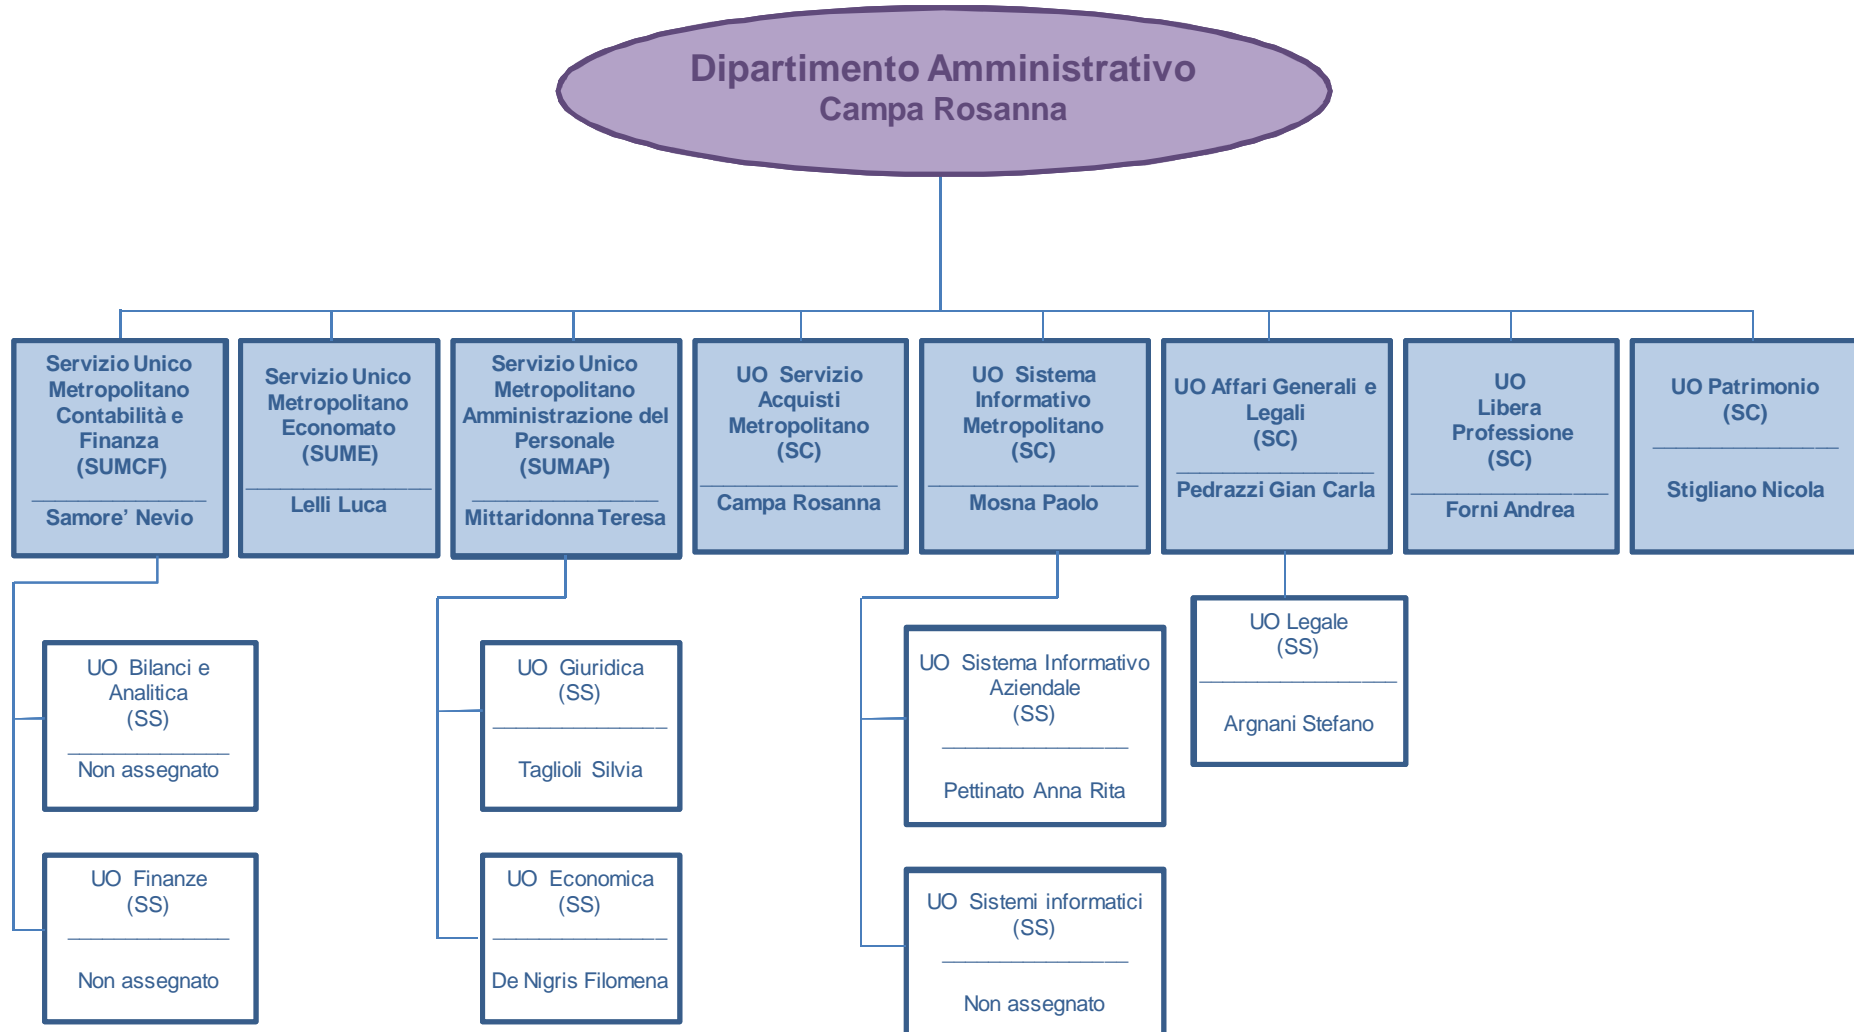 Dipartimento Amministrativo
Campa Rosanna
Servizio Unico
Metropolitano
Contabilità e
Finanza
(SUMCF)
Samore’ Nevio
Servizio Unico
Metropolitano
Economato
(SUME)
Lelli Luca
Servizio Unico
Metropolitano
Amministrazione del
Personale
(SUMAP)
Mittaridonna Teresa
UO Servizio
Acquisti
Metropolitano
(SC)
Campa Rosanna
UO Sistema
Informativo
Metropolitano
(SC)
Mosna Paolo
UO Affari Generali e
Legali
(SC)
Pedrazzi Gian Carla
UO
Libera
Professione
(SC)
Forni Andrea
UO Patrimonio
(SC)
Stigliano Nicola
UO Bilanci e
Analitica
(SS)
Non assegnato
UO Finanze
(SS)
Non assegnato
UO Giuridica
(SS)
Taglioli Silvia
UO Economica
(SS)
De Nigris Filomena
UO Sistema Informativo
Aziendale
(SS)
Pettinato Anna Rita
UO Sistemi informatici
(SS)
Non assegnato
UO Legale
(SS)
Argnani Stefano